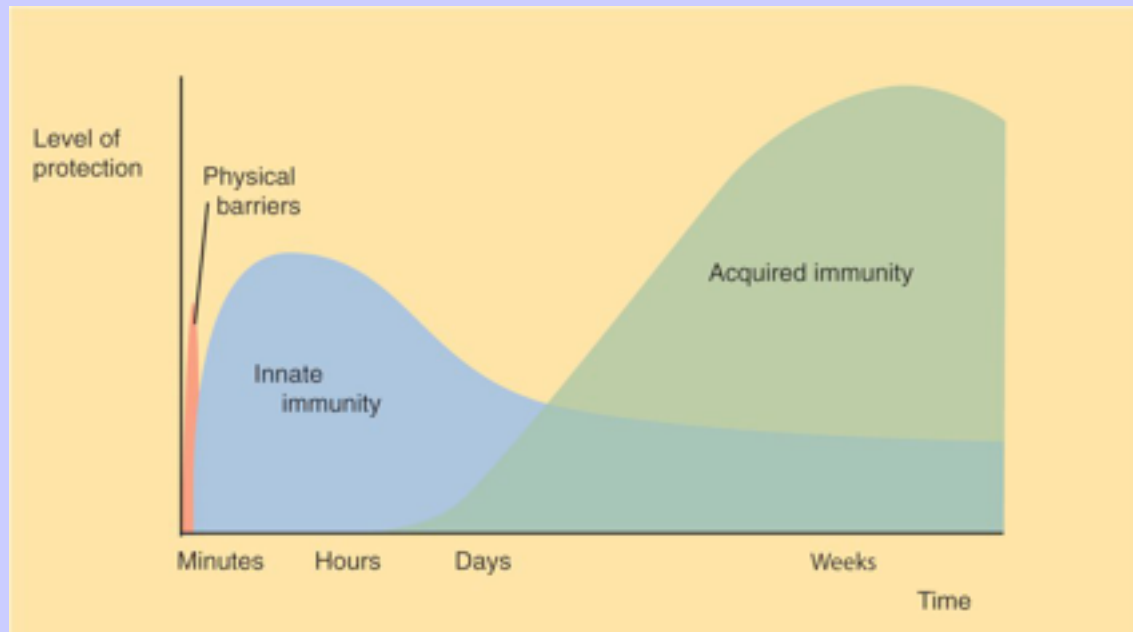 Level of
protection
Physical
barriers
Acquired immunity
Innate
immunity
Minutes Hours Days Weeks
Time